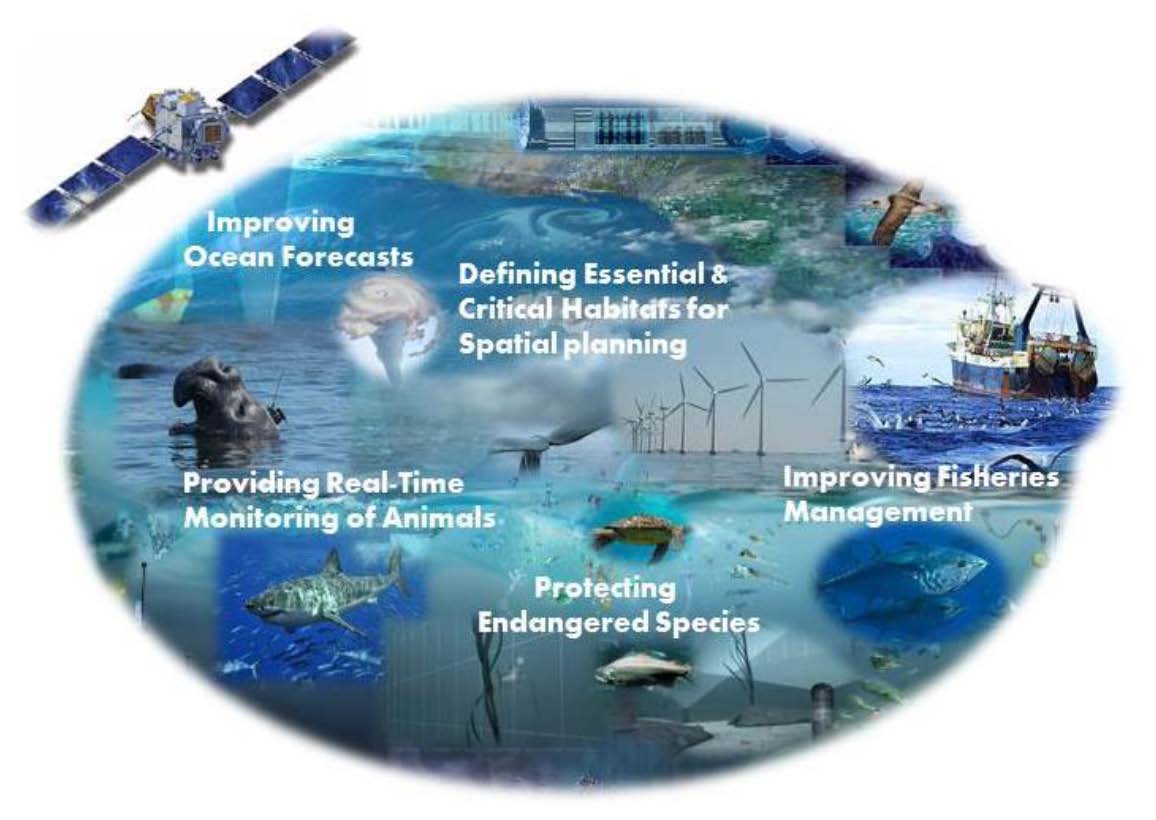 Improving
Ocean Forecasts
Defining Essential &
Critical Habitats for
Spatial planning
Providing Real-Time
Monitoring of Animals
Improving Fisheries
Management
Protecting
Endangered Species